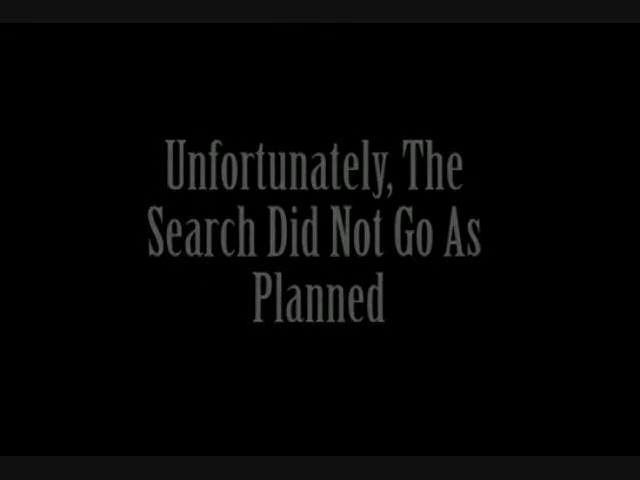 Unfortunately, The
Search Did Not Go As
Planned